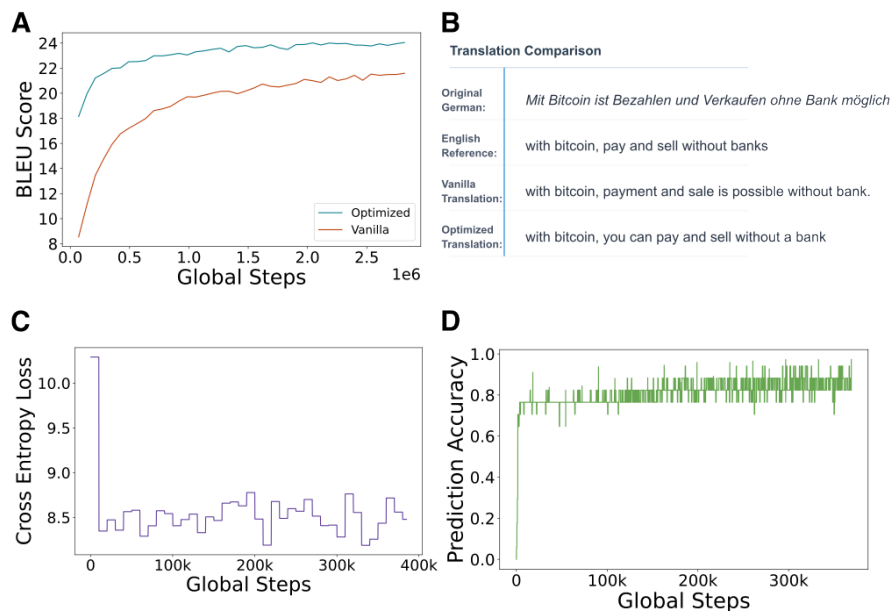 A
24
22
20
18
16
14
12
10
8
BLEU Score
Optimized
Vanilla
0.0 0.5 1.0 1.5 2.0 2.5
1e6
Global Steps
B
Translation Comparison
Original German: Mit Bitcoin ist Bezahlen und Verkaufen ohne Bank möglich
English Reference: with bitcoin, pay and sell without banks
Vanilla Translation: with bitcoin, payment and sale is possible without bank.
Optimized Translation: with bitcoin, you can pay and sell without a bank
C
10.0
9.5
9.0
8.5
Cross Entropy Loss
0 100k 200k 300k 400k
Global Steps
D
1.0
0.8
0.6
0.4
0.2
0.0
Prediction Accuracy
0 100k 200k 300k
Global Steps